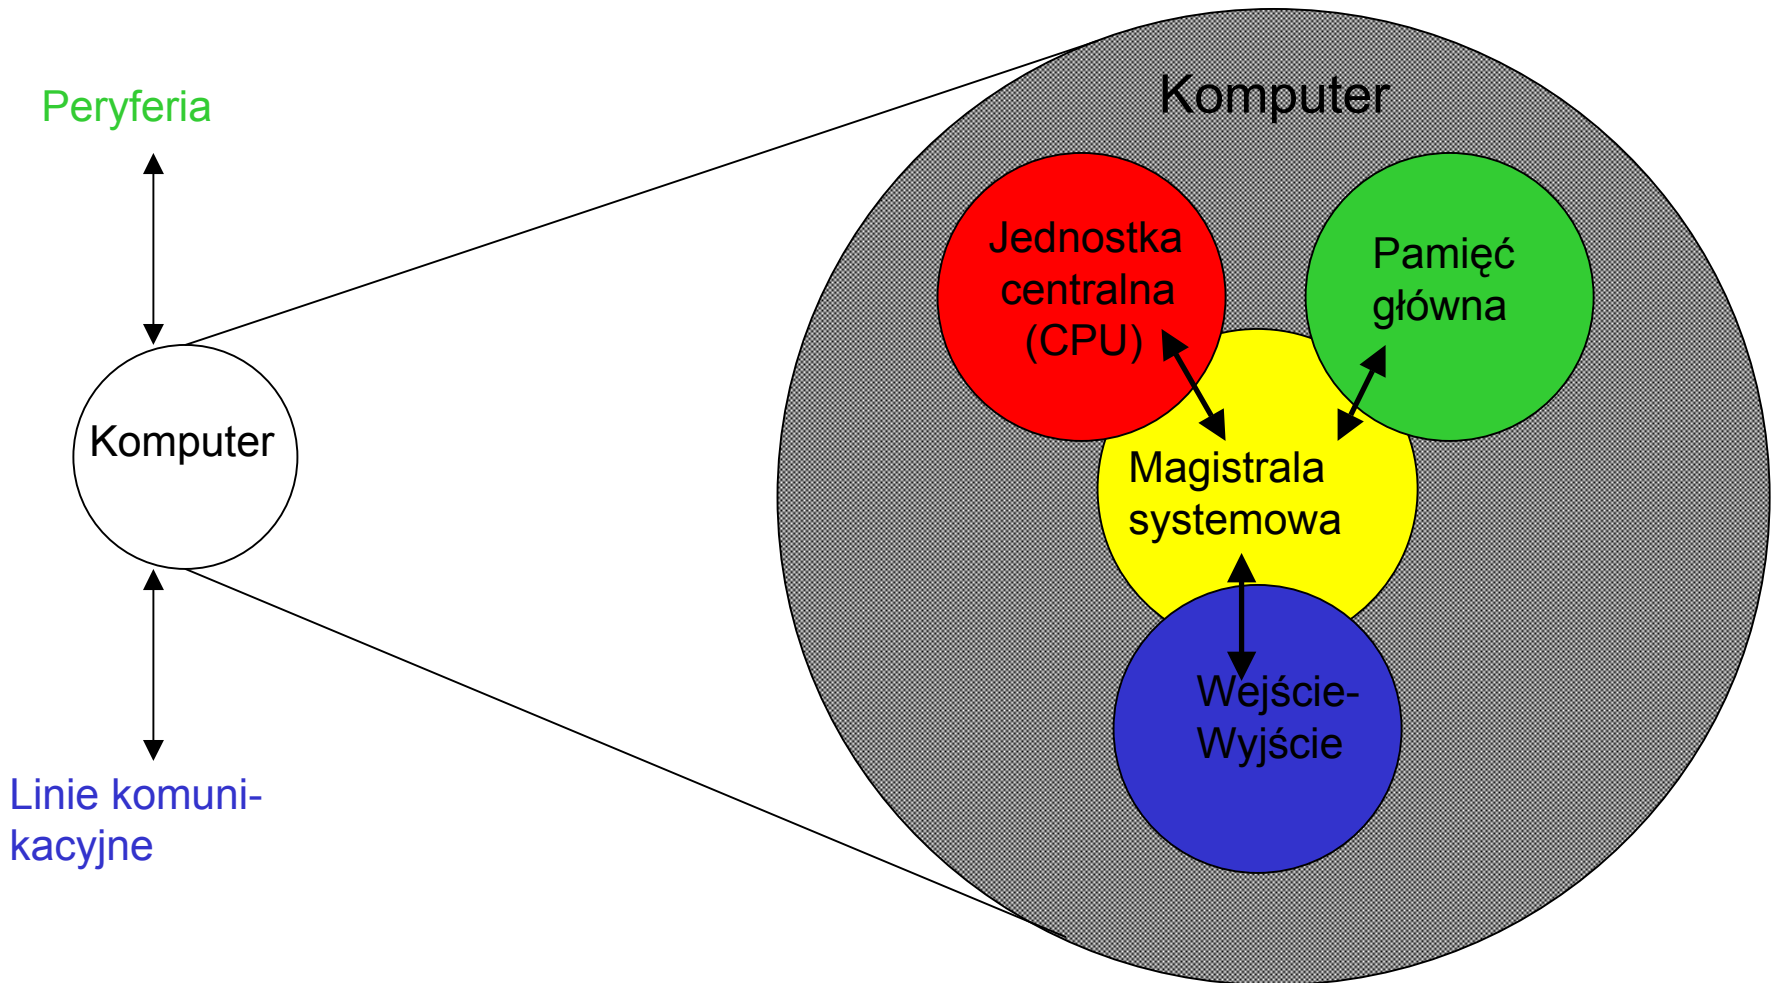 Peryferia
Komputer
Linie komuni-
kacyjne
Komputer
Jednostka
centralna
(CPU)
Pamięć
główna
Magistrala
systemowa
Wejście-
Wyjście